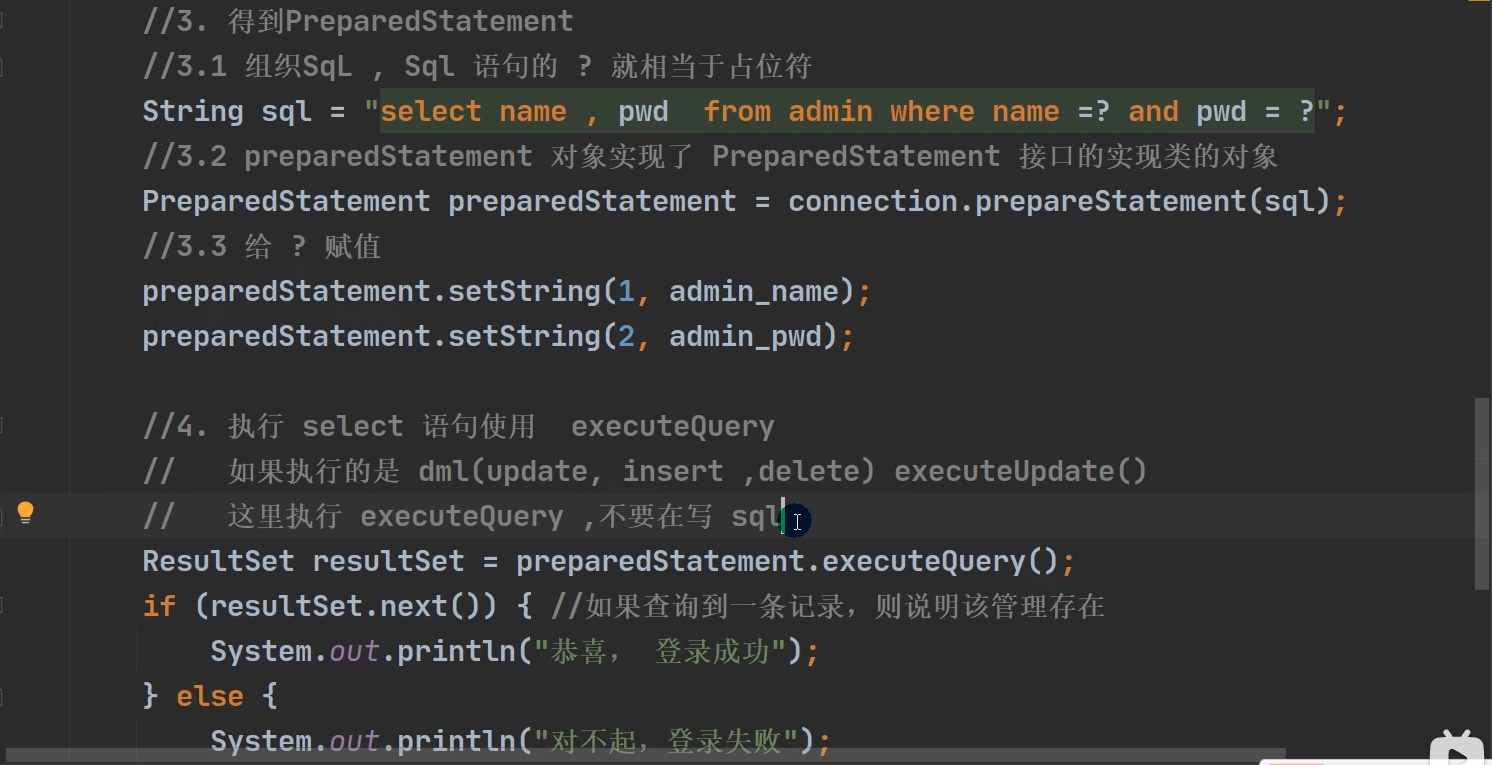 //3. 得到PreparedStatement
//3.1 组织SqL , Sql 语句的 ? 就相当于占位符
String sql = "select name , pwd  from admin where name =? and pwd = ?";
//3.2 preparedStatement 对象实现了 PreparedStatement 接口的实现类的对象
PreparedStatement preparedStatement = connection.prepareStatement(sql);
//3.3 给 ? 赋值
preparedStatement.setString(1, admin_name);
preparedStatement.setString(2, admin_pwd);
//4. 执行 select 语句使用  executeQuery
//   如果执行的是 dml(update, insert ,delete) executeUpdate()
//   这里执行 executeQuery ,不要在写 sql
ResultSet resultSet = preparedStatement.executeQuery();
if (resultSet.next()) { //如果查询到一条记录，则说明该管理存在
System.out.println("恭喜， 登录成功");
} else {
System.out.println("对不起，登录失败");